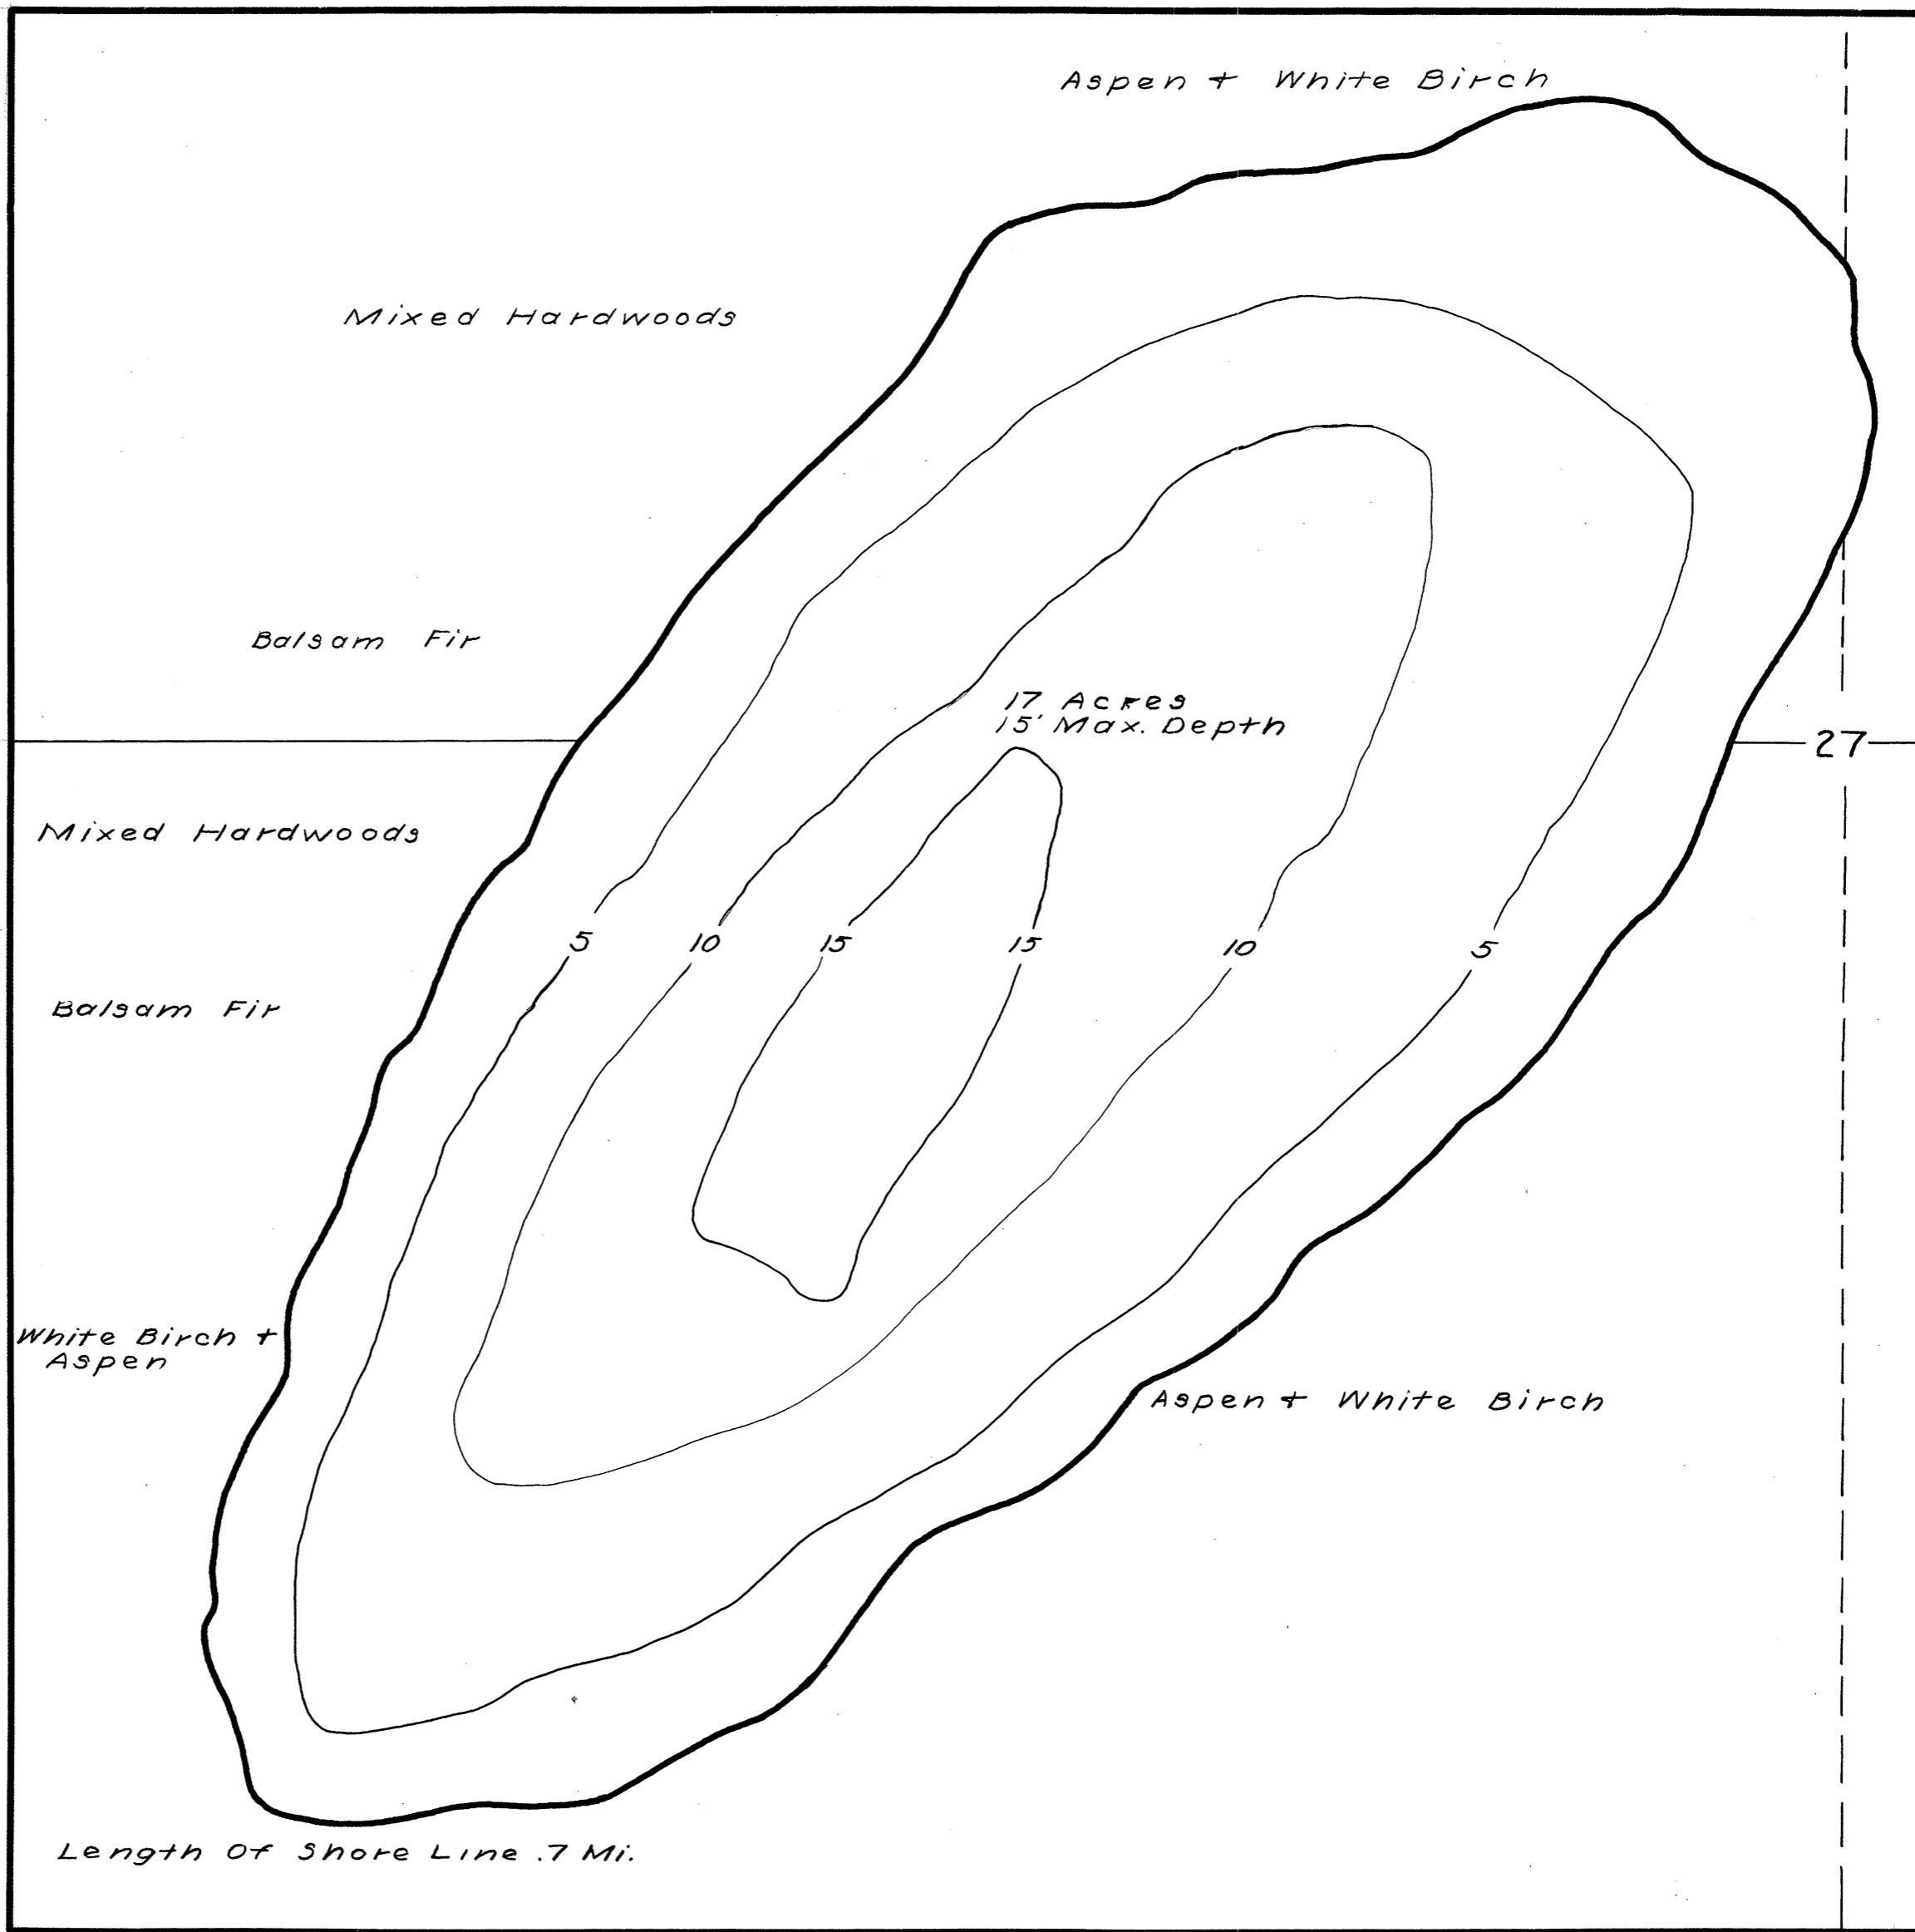 Aspen + White Birch
Mixed Hardwoods
Balsam Fir
17 Acres
15' Max. Depth
27
Mixed Hardwoods
5 10 15 15 10 5
Balsam Fir
White Birch +
Aspen
Aspen + White Birch
Length Of Shore Line .7 Mi.